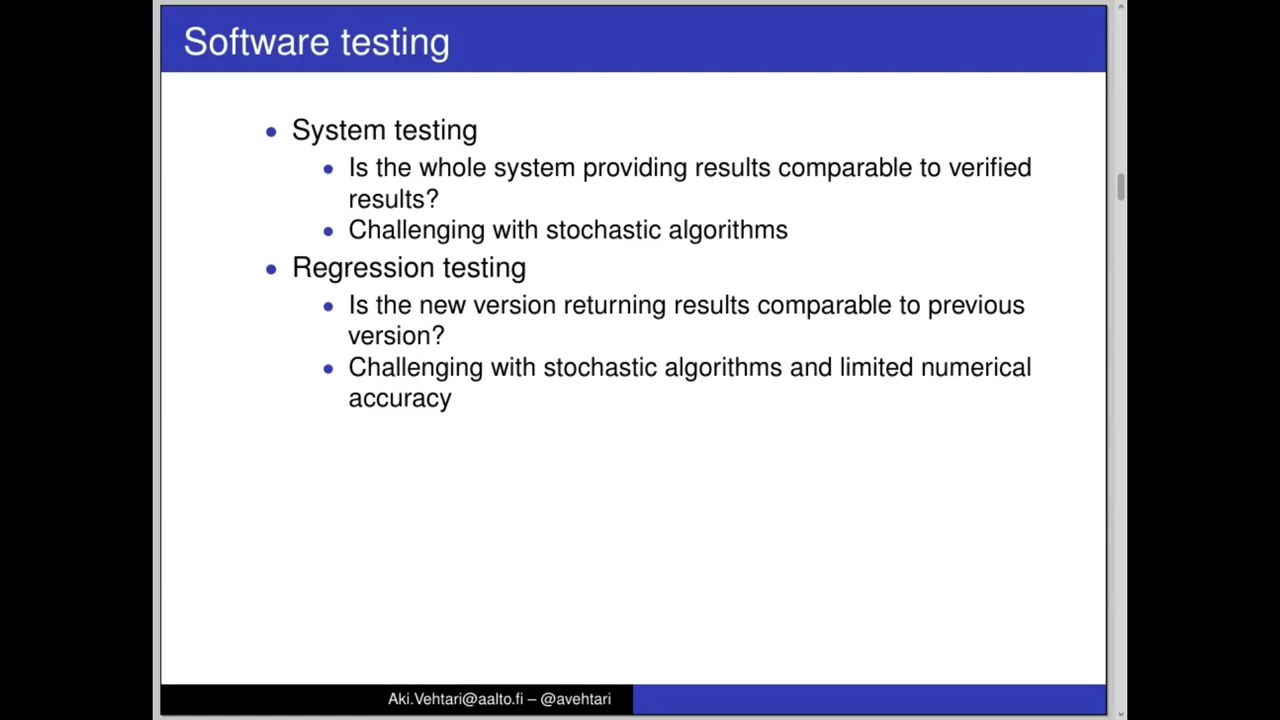 Software testing
System testing
Is the whole system providing results comparable to verified
results?
Challenging with stochastic algorithms
Regression testing
Is the new version returning results comparable to previous
version?
Challenging with stochastic algorithms and limited numerical
accuracy
Aki.Vehtari@aalto.fi – @avehtari